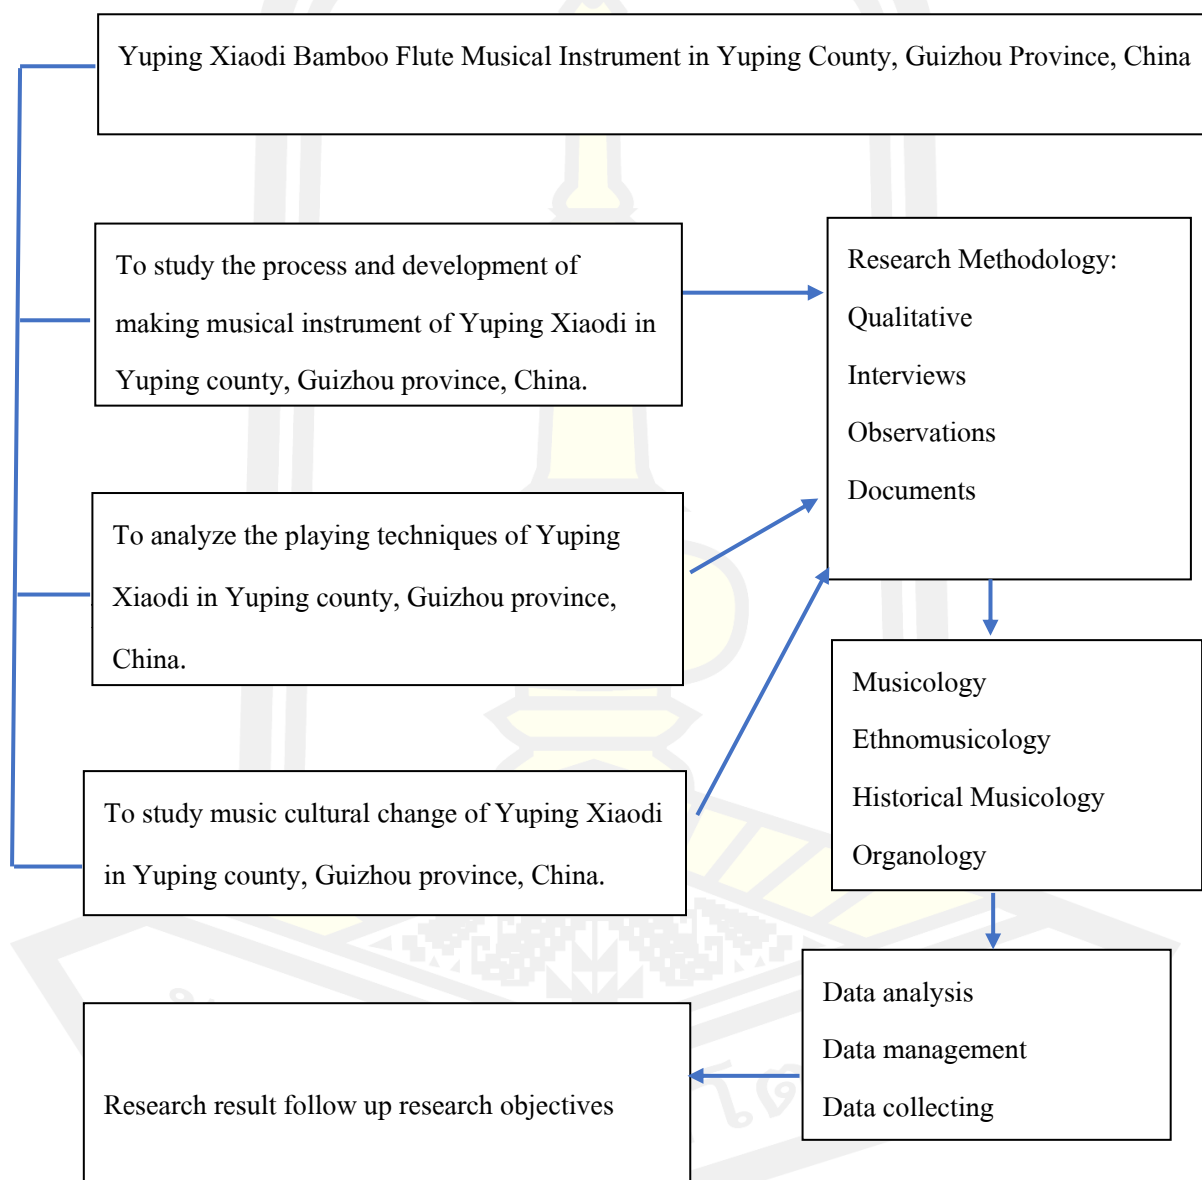 Yuping Xiaodi Bamboo Flute Musical Instrument in Yuping County, Guizhou Province, China
To study the process and development of
making musical instrument of Yuping Xiaodi in
Yuping county, Guizhou province, China.
To analyze the playing techniques of Yuping
Xiaodi in Yuping county, Guizhou province,
China.
To study music cultural change of Yuping Xiaodi
in Yuping county, Guizhou province, China.
Research Methodology:
Qualitative
Interviews
Observations
Documents
Musicology
Ethnomusicology
Historical Musicology
Organology
Data analysis
Data management
Data collecting
Research result follow up research objectives